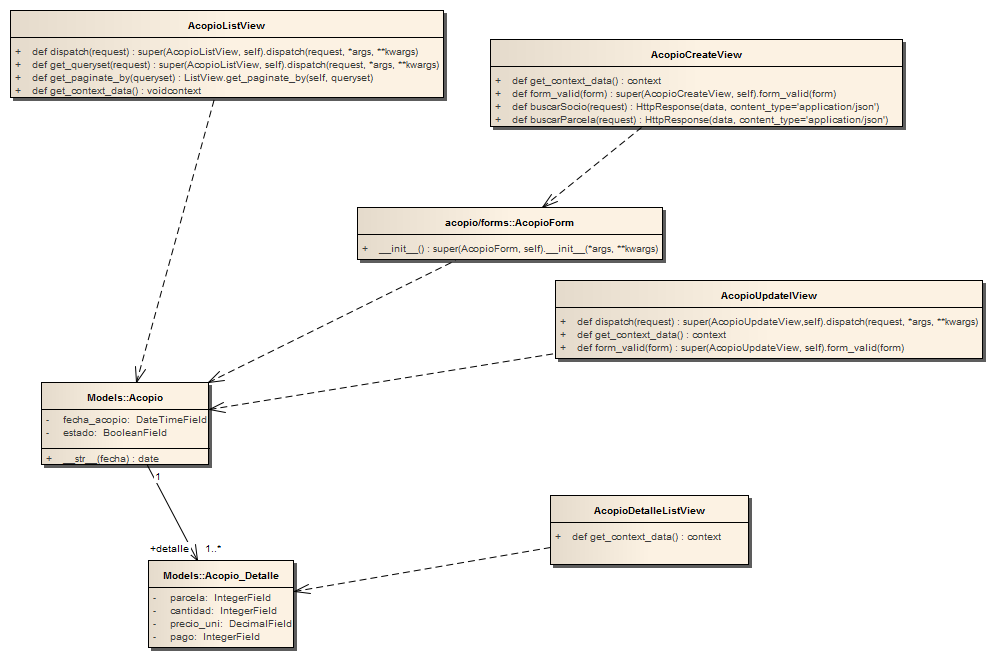 AcopioListView
+ def dispatch(request) : super(AcopioListView, self).dispatch(request, *args, **kwargs)
+ def get_queryset(request) : super(AcopioListView, self).dispatch(request, *args, **kwargs)
+ def get_paginate_by(queryset) : ListView.get_paginate_by(self, queryset)
+ def get_context_data() : voidcontext
AcopioCreateView
+ def get_context_data() : context
+ def form_valid(form) : super(AcopioCreateView, self).form_valid(form)
+ def buscarSocio(request) : HttpResponse(data, content_type='application/json')
+ def buscarParcela(request) : HttpResponse(data, content_type='application/json')
acopio/forms::AcopioForm
+ __init__() : super(AcopioForm, self).__init__(*args, **kwargs)
AcopioUpdatelView
+ def dispatch(request) : super(AcopioUpdateView,self).dispatch(request, *args, **kwargs)
+ def get_context_data() : context
+ def form_valid(form) : super(AcopioUpdateView, self).form_valid(form)
Models::Acopio
- fecha_acopio: DateTimeField
- estado: BooleanField
+ __str__(fecha) : date
1
+detalle 1..*
AcopioDetalleListView
+ def get_context_data() : context
Models::Acopio_Detalle
- parcela: IntegerField
- cantidad: IntegerField
- precio_uni: DecimalField
- pago: IntegerField